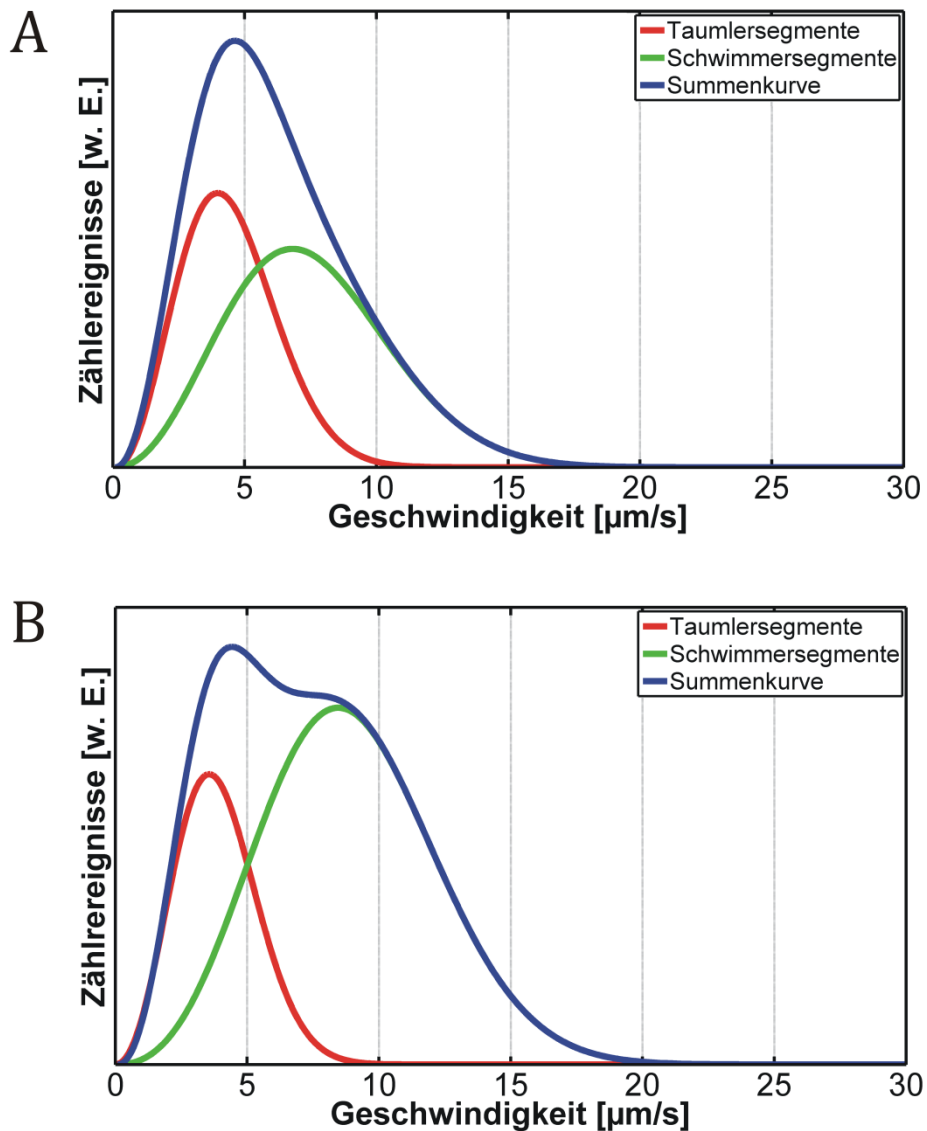 A
Zählereignisse [w. E.]
Taumlersegmente
Schwimmersegmente
Summenkurve
0 5 10 15 20 25 30
Geschwindigkeit [µm/s]
B
Zählrereignisse [w. E.]
Taumlersegmente
Schwimmersegmente
Summenkurve
0 5 10 15 20 25 30
Geschwindigkeit [µm/s]